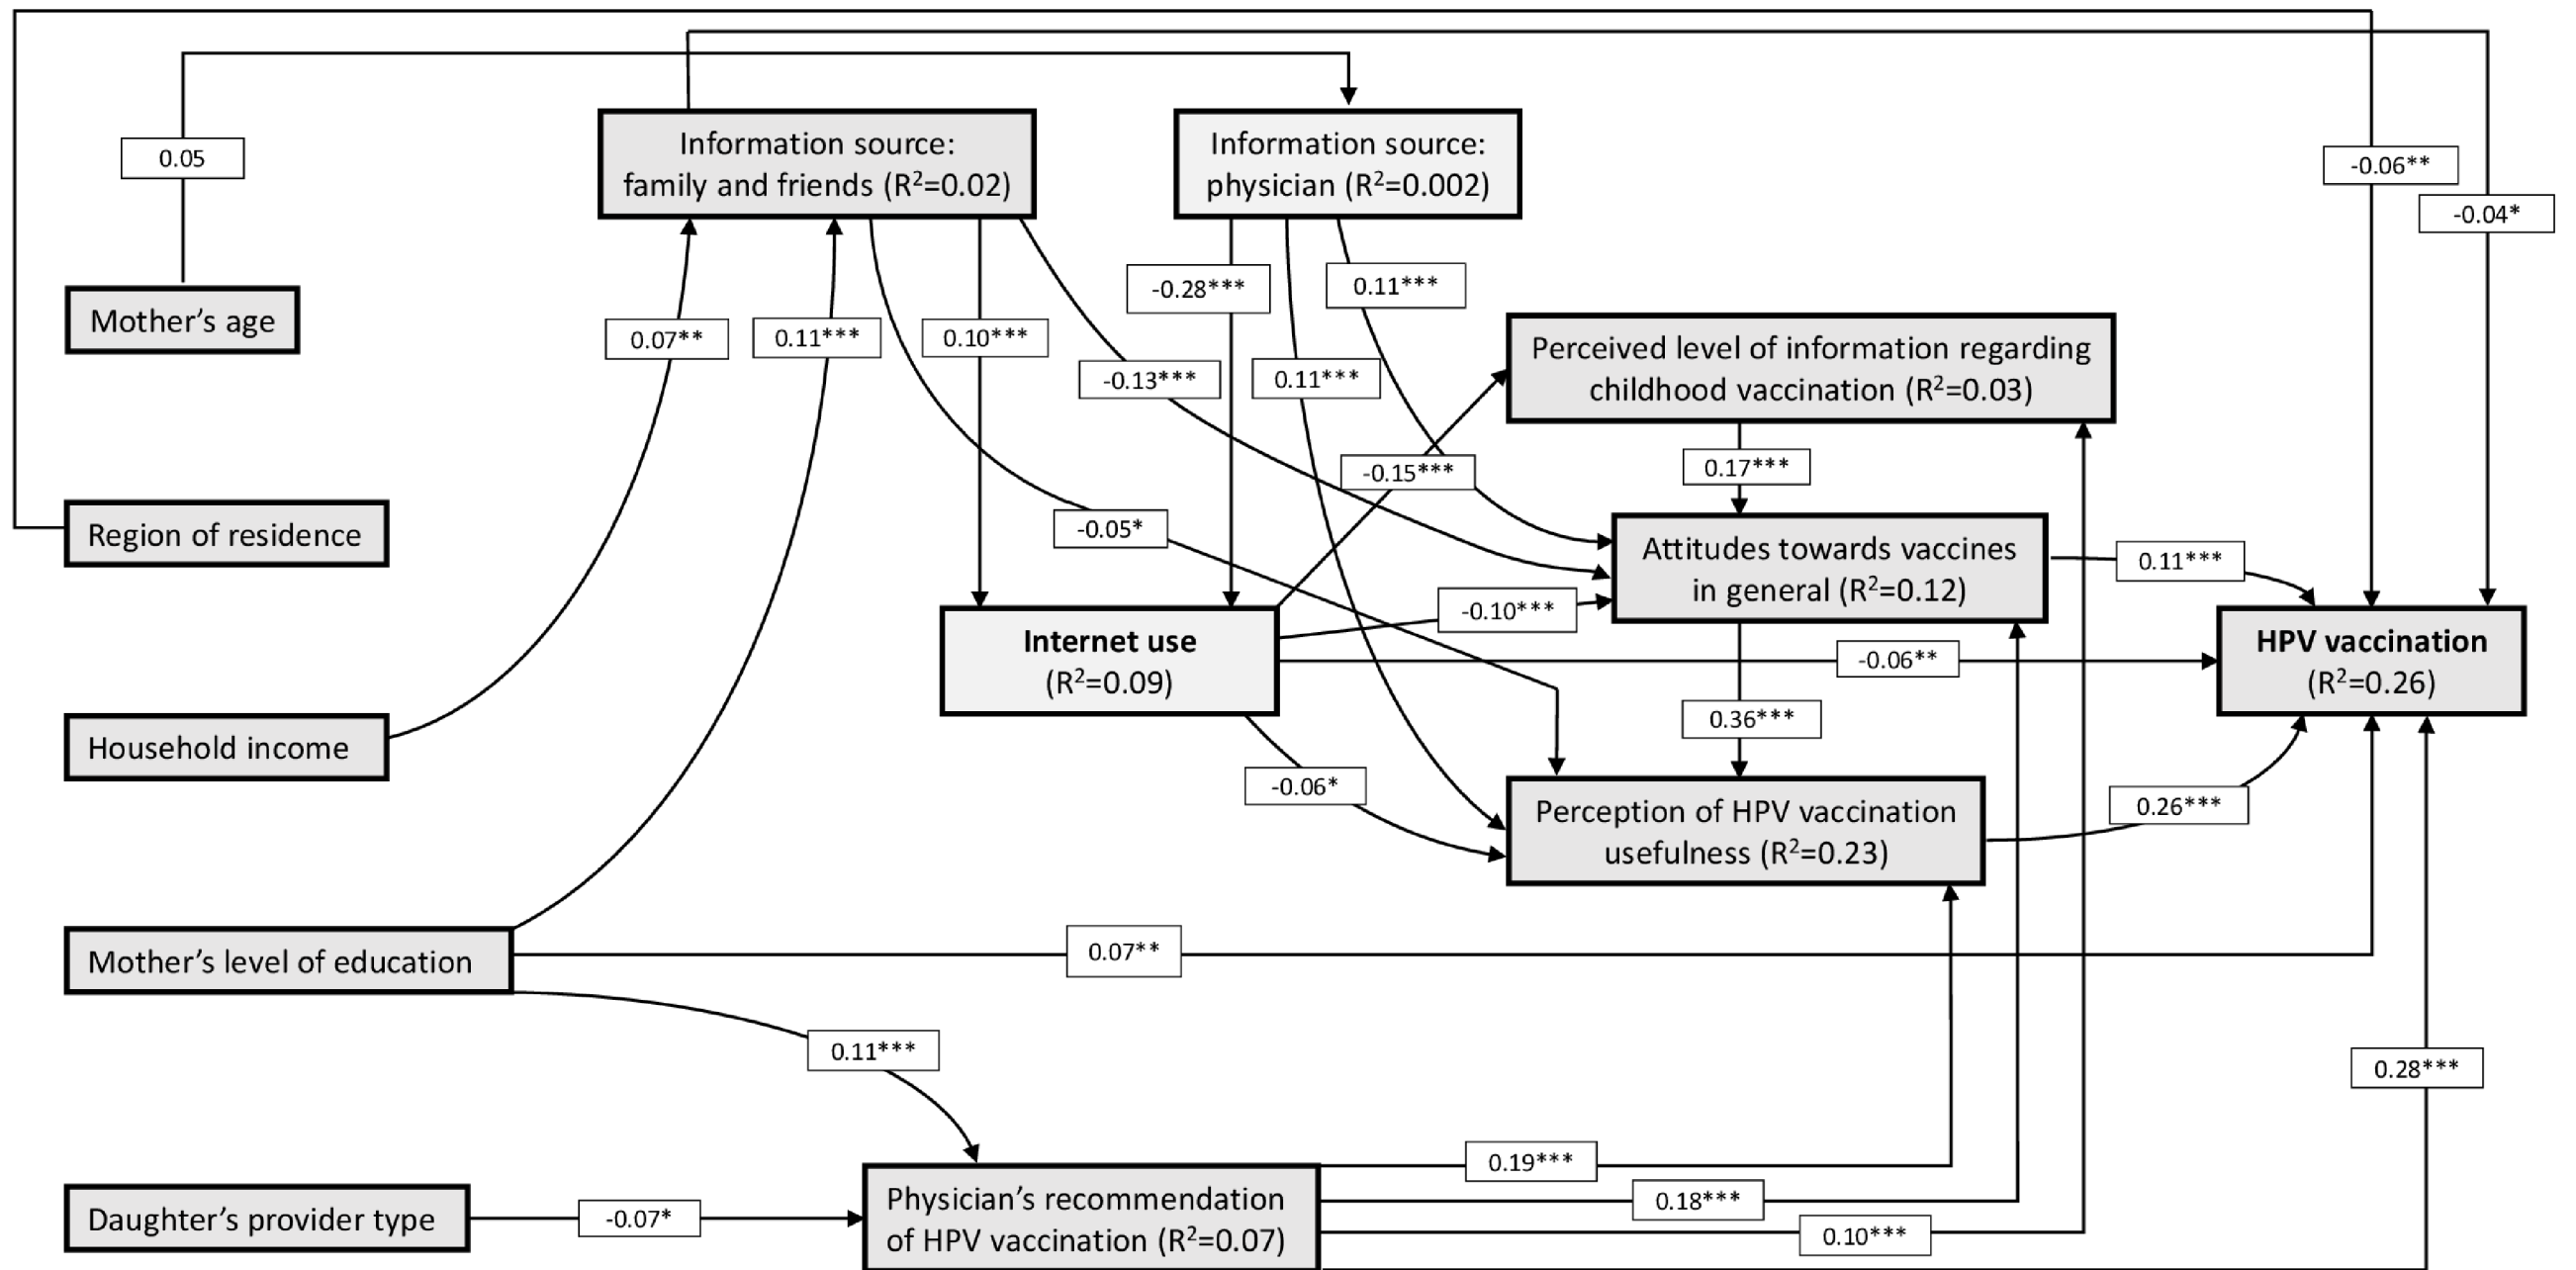 0.05
-0.06**
-0.04*
Information source:
family and friends (R²=0.02)
Information source:
physician (R²=0.002)
Mother’s age
0.07**
0.11***
0.10***
-0.28***
0.11***
-0.13***
0.11***
Perceived level of information regarding
childhood vaccination (R²=0.03)
-0.15***
0.17***
Region of residence
-0.05*
Attitudes towards vaccines
in general (R²=0.12)
0.11***
-0.10***
Internet use
(R²=0.09)
-0.06**
HPV vaccination
(R²=0.26)
Household income
0.36***
-0.06*
Perception of HPV vaccination
usefulness (R²=0.23)
0.26***
Mother’s level of education
0.07**
0.11***
0.28***
Daughter’s provider type
-0.07*
Physician’s recommendation
of HPV vaccination (R²=0.07)
0.19***
0.18***
0.10***